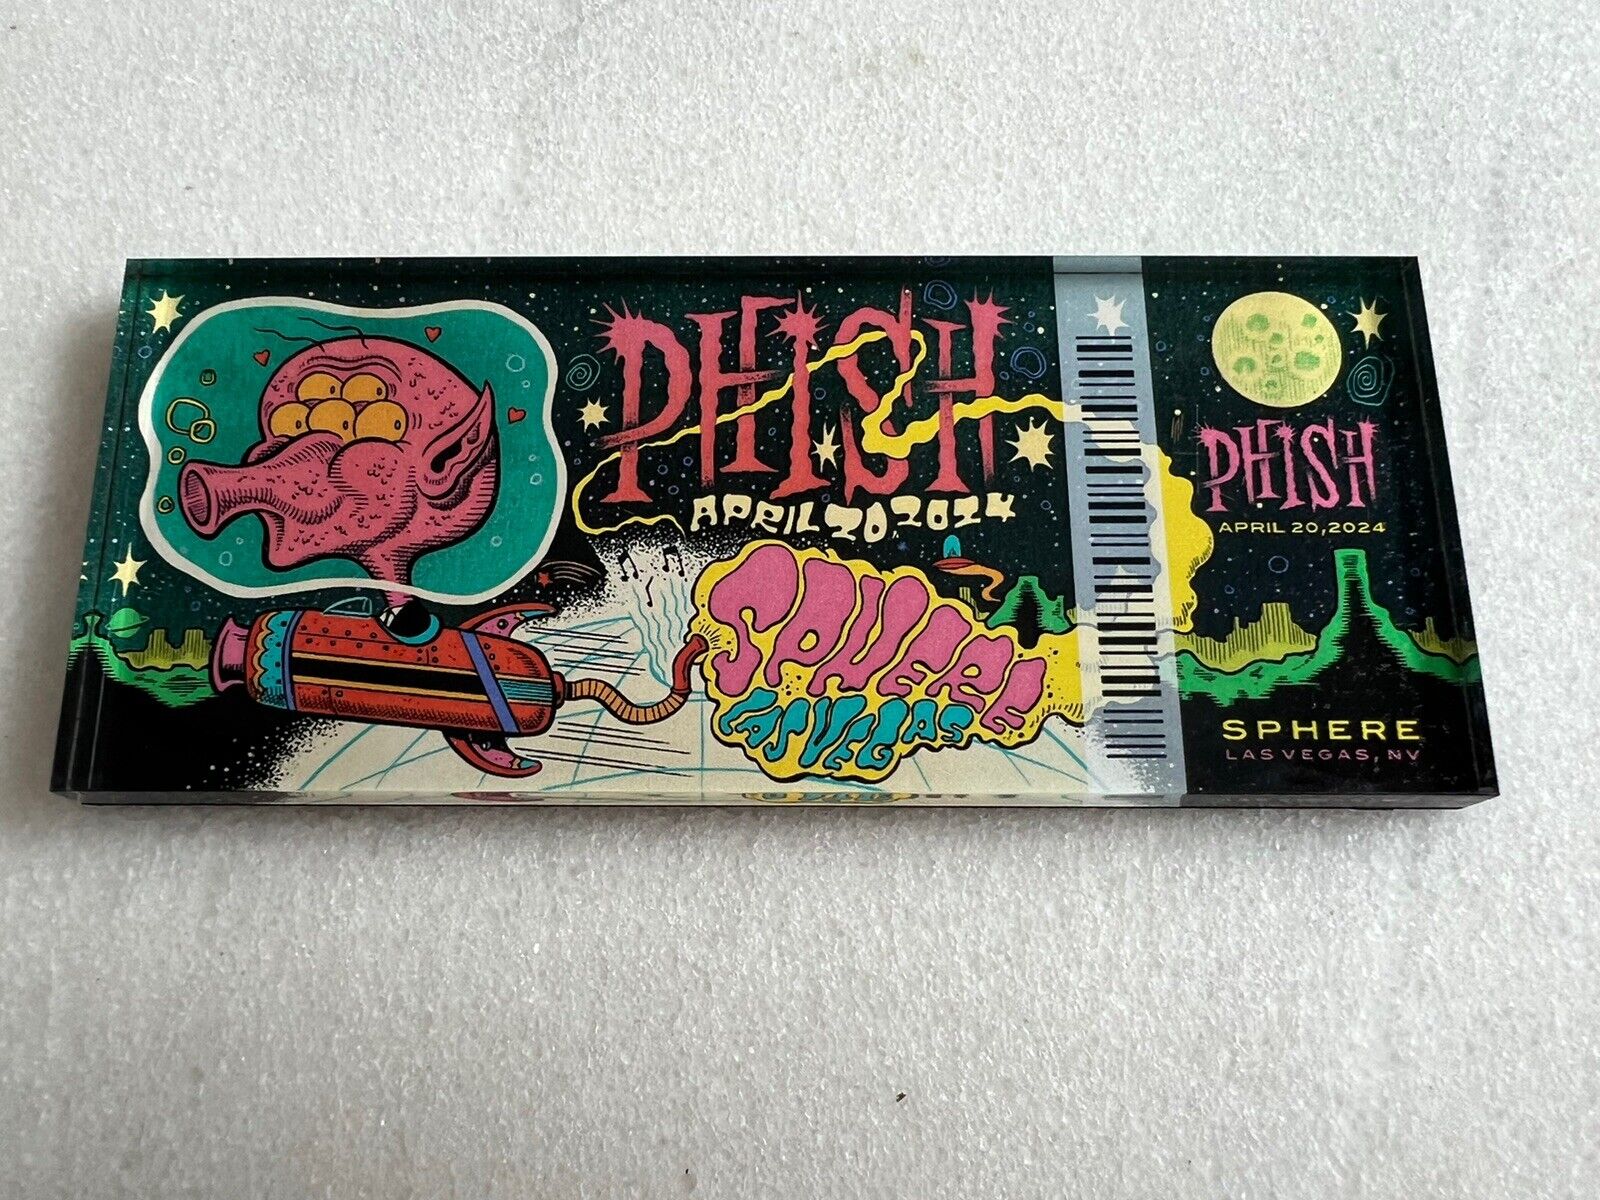 PHISH
APRIL 20 2024
SPHERE
LAS VEGAS
PHISH
APRIL 20, 2024
SPHERE
LAS VEGAS, NV